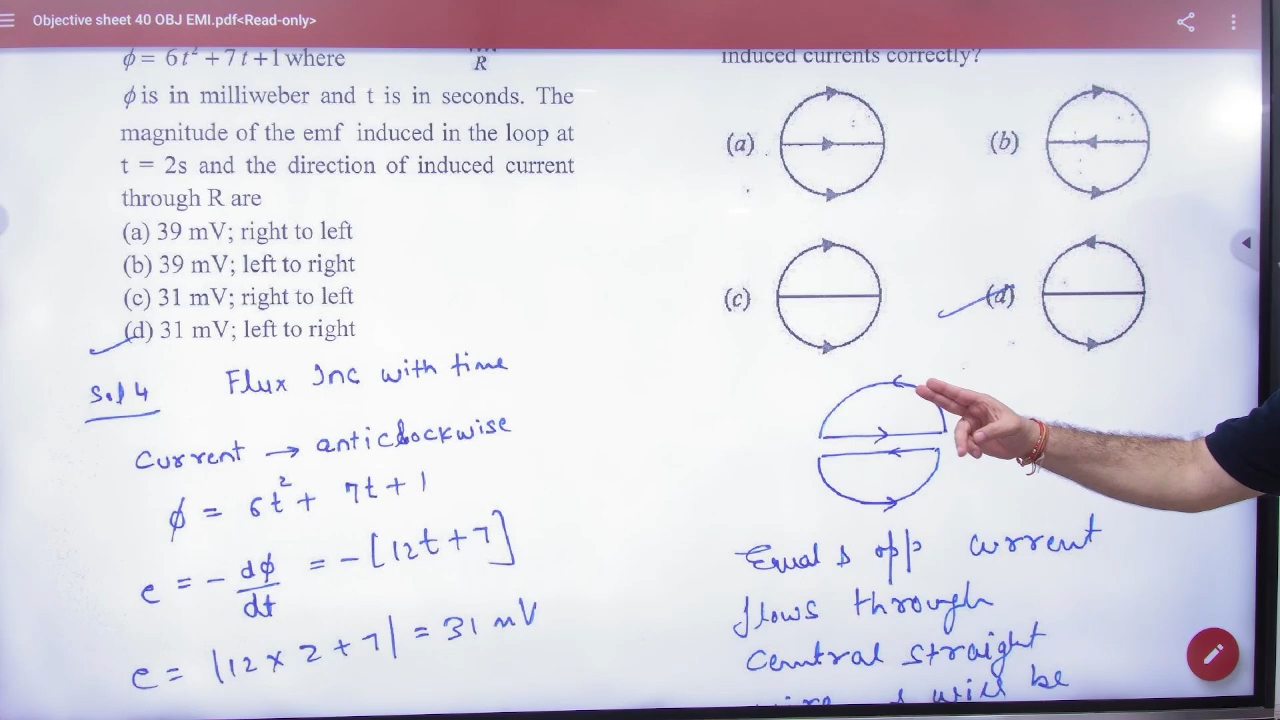 Objective sheet 40 OBJ EMI.pdf<Read-only>
ϕ = 6t² + 7t + 1 where
R
ϕ is in milliweber and t is in seconds. The
magnitude of the emf induced in the loop at
t = 2s and the direction of induced current
through R are
(a) 39 mV; right to left
(b) 39 mV; left to right
(c) 31 mV; right to left
(d) 31 mV; left to right
Sol 4 Flux Inc with time
Current → anticlockwise
ϕ = 6t² + 7t + 1
e = - dϕ/dt = - [12t + 7]
e = |12 x 2 + 7| = 31 mV
induced currents correctly?
(a)
(b)
(c)
(d)
Equal & opp current
flows through
Central straight
wire & will be